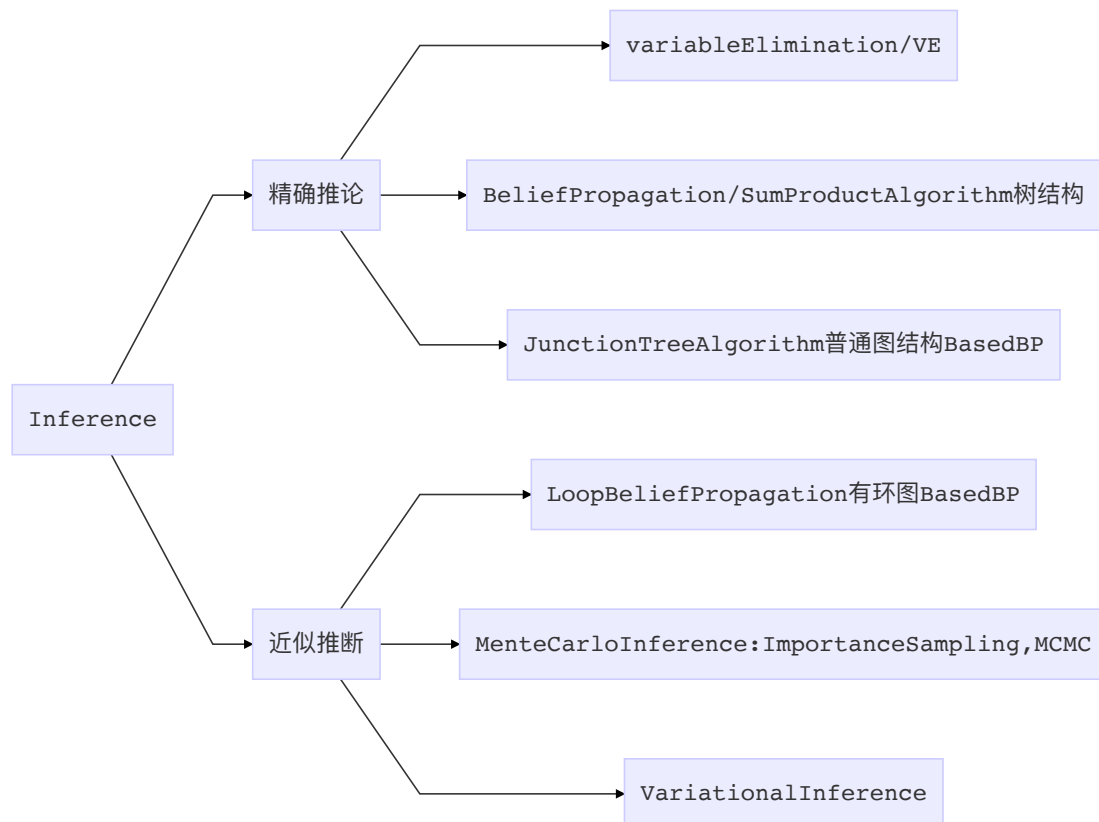 variableElimination/VE
精确推论
BeliefPropagation/SumProductAlgorithm树结构
JunctionTreeAlgorithm普通图结构BasedBP
Inference
LoopBeliefPropagation有环图BasedBP
近似推断
MenteCarloInference:ImportanceSampling,MCMC
VariationalInference